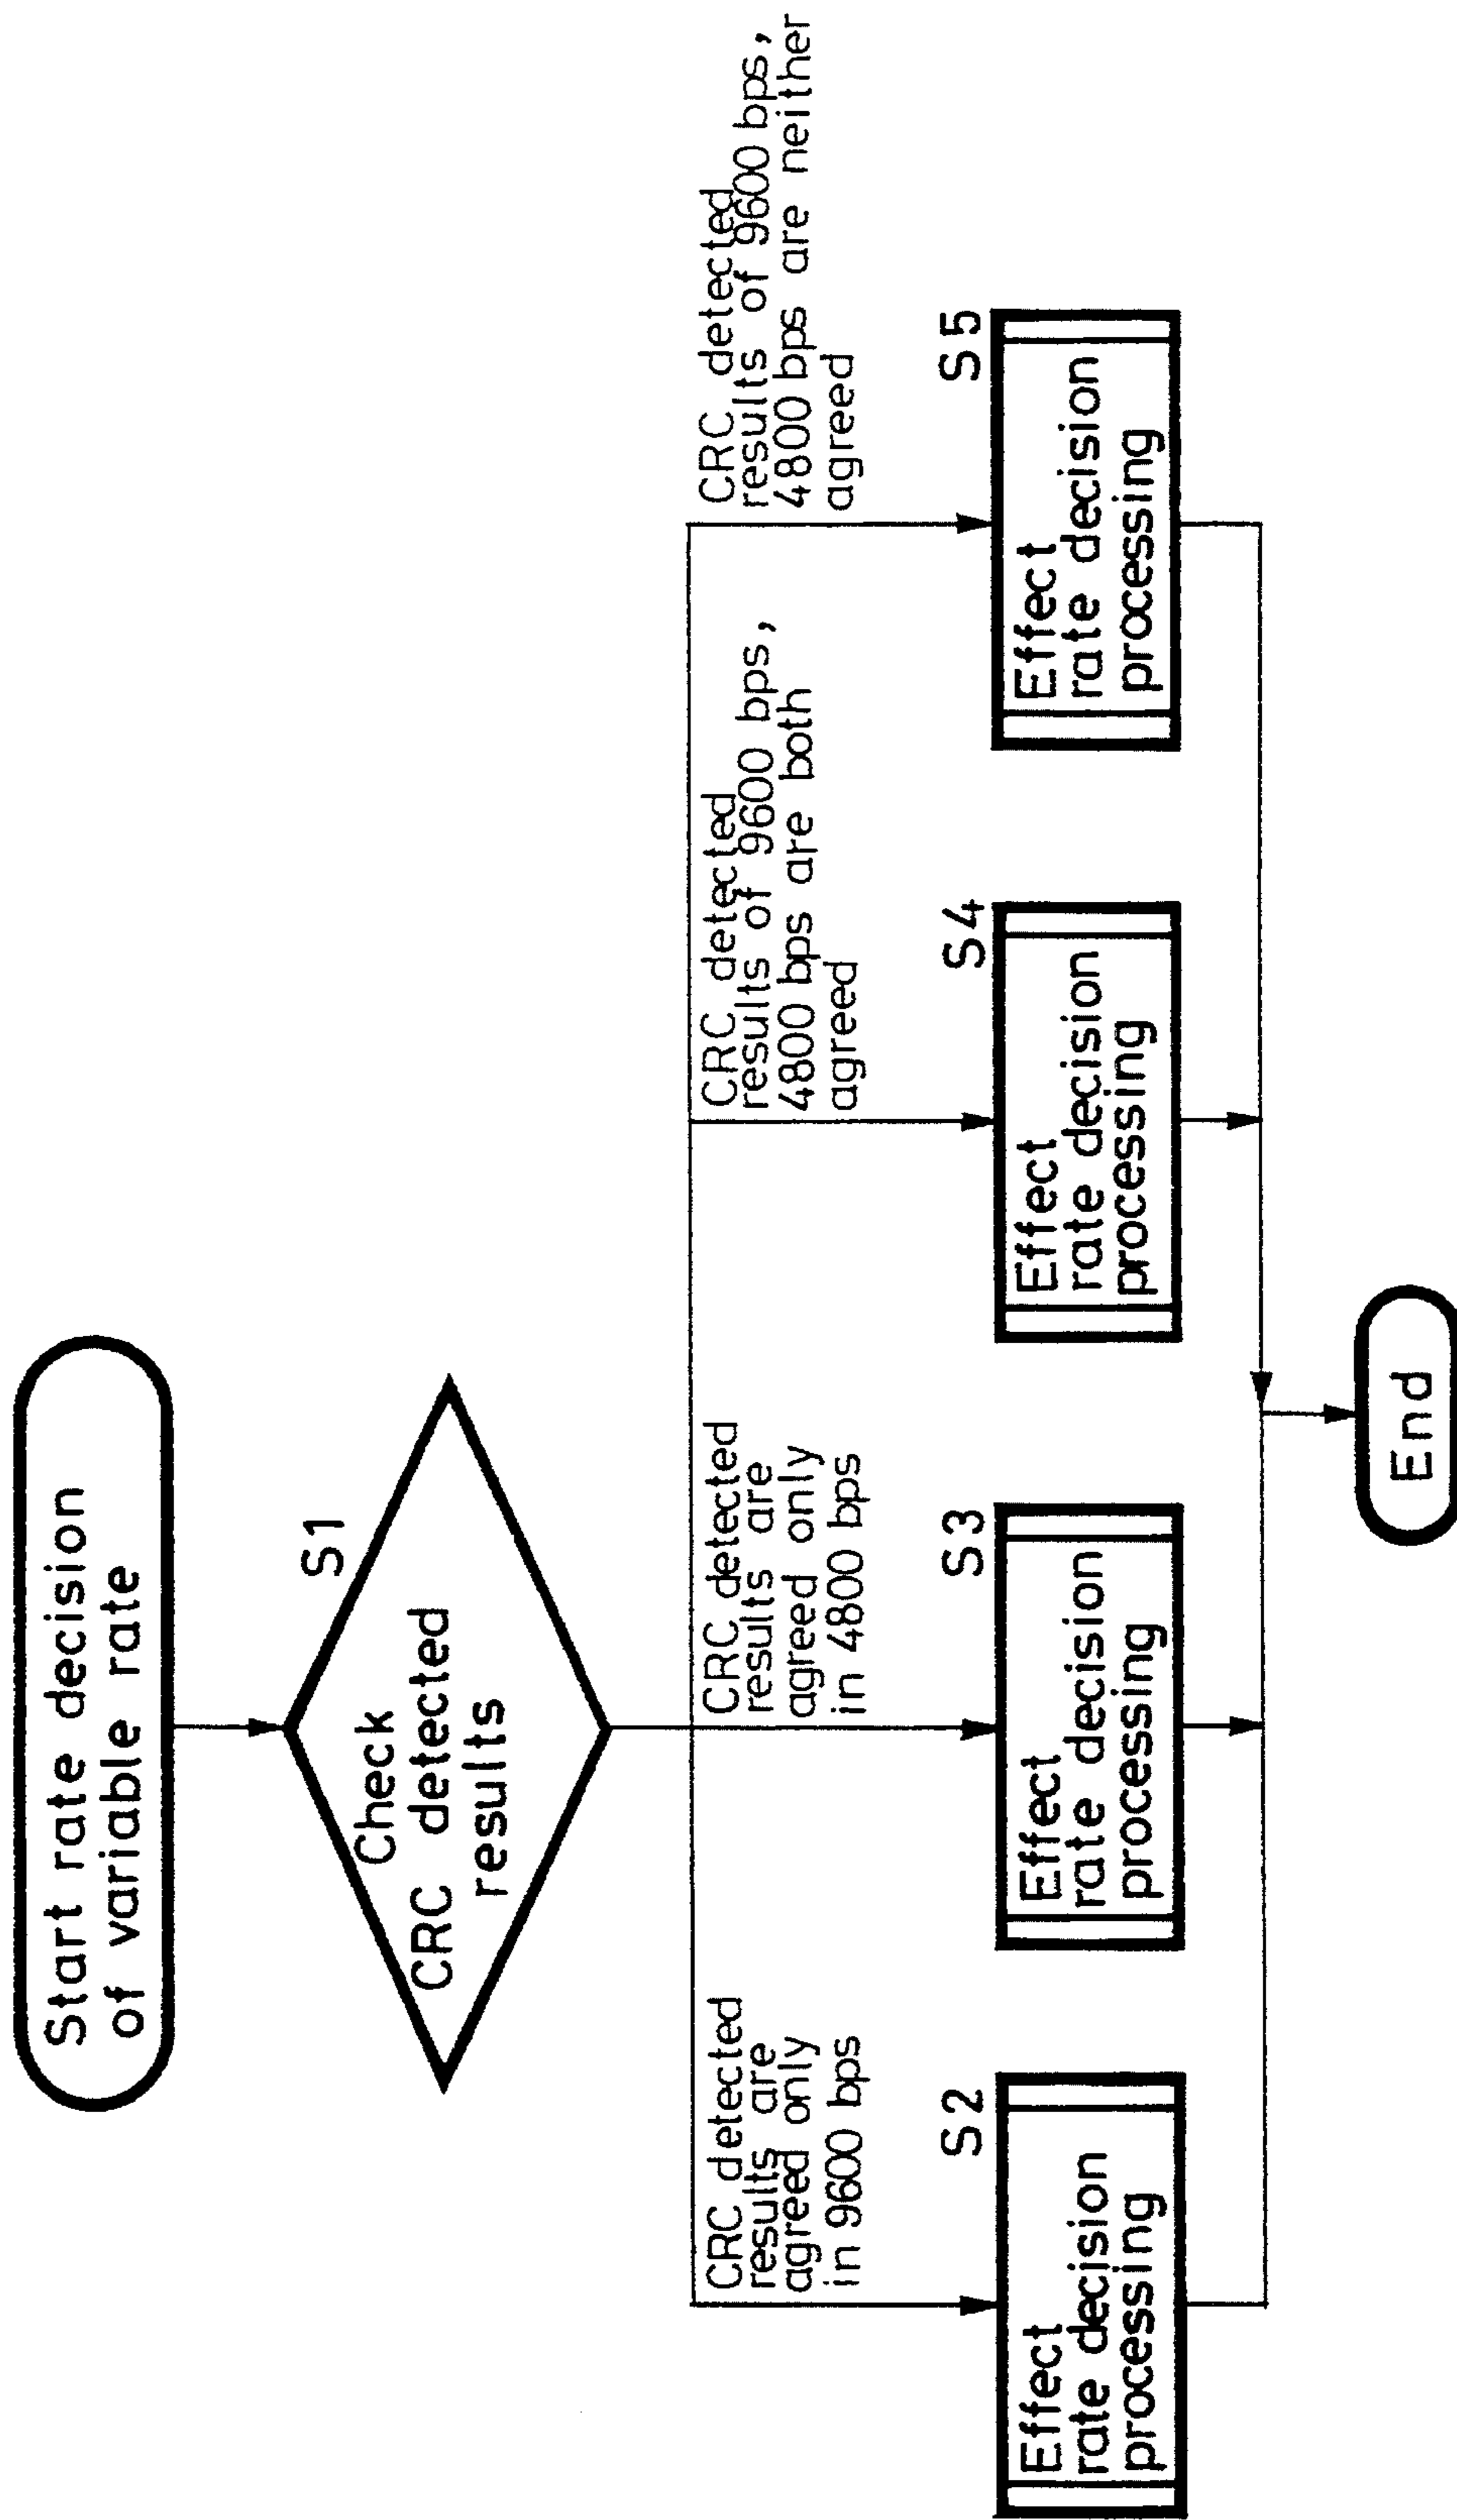 Start rate decision
of variable rate
S1
Check
CRC detected
results
CRC detected
results are
agreed only
in 9600 bps
CRC detected
results are
agreed only
in 4800 bps
CRC detected
results of 9600 bps,
4800 bps are both
agreed
CRC detected
results of 9600 bps,
4800 bps are neither
agreed
S2
Effect
rate decision
processing
S3
Effect
rate decision
processing
S4
Effect
rate decision
processing
S5
Effect
rate decision
processing
End